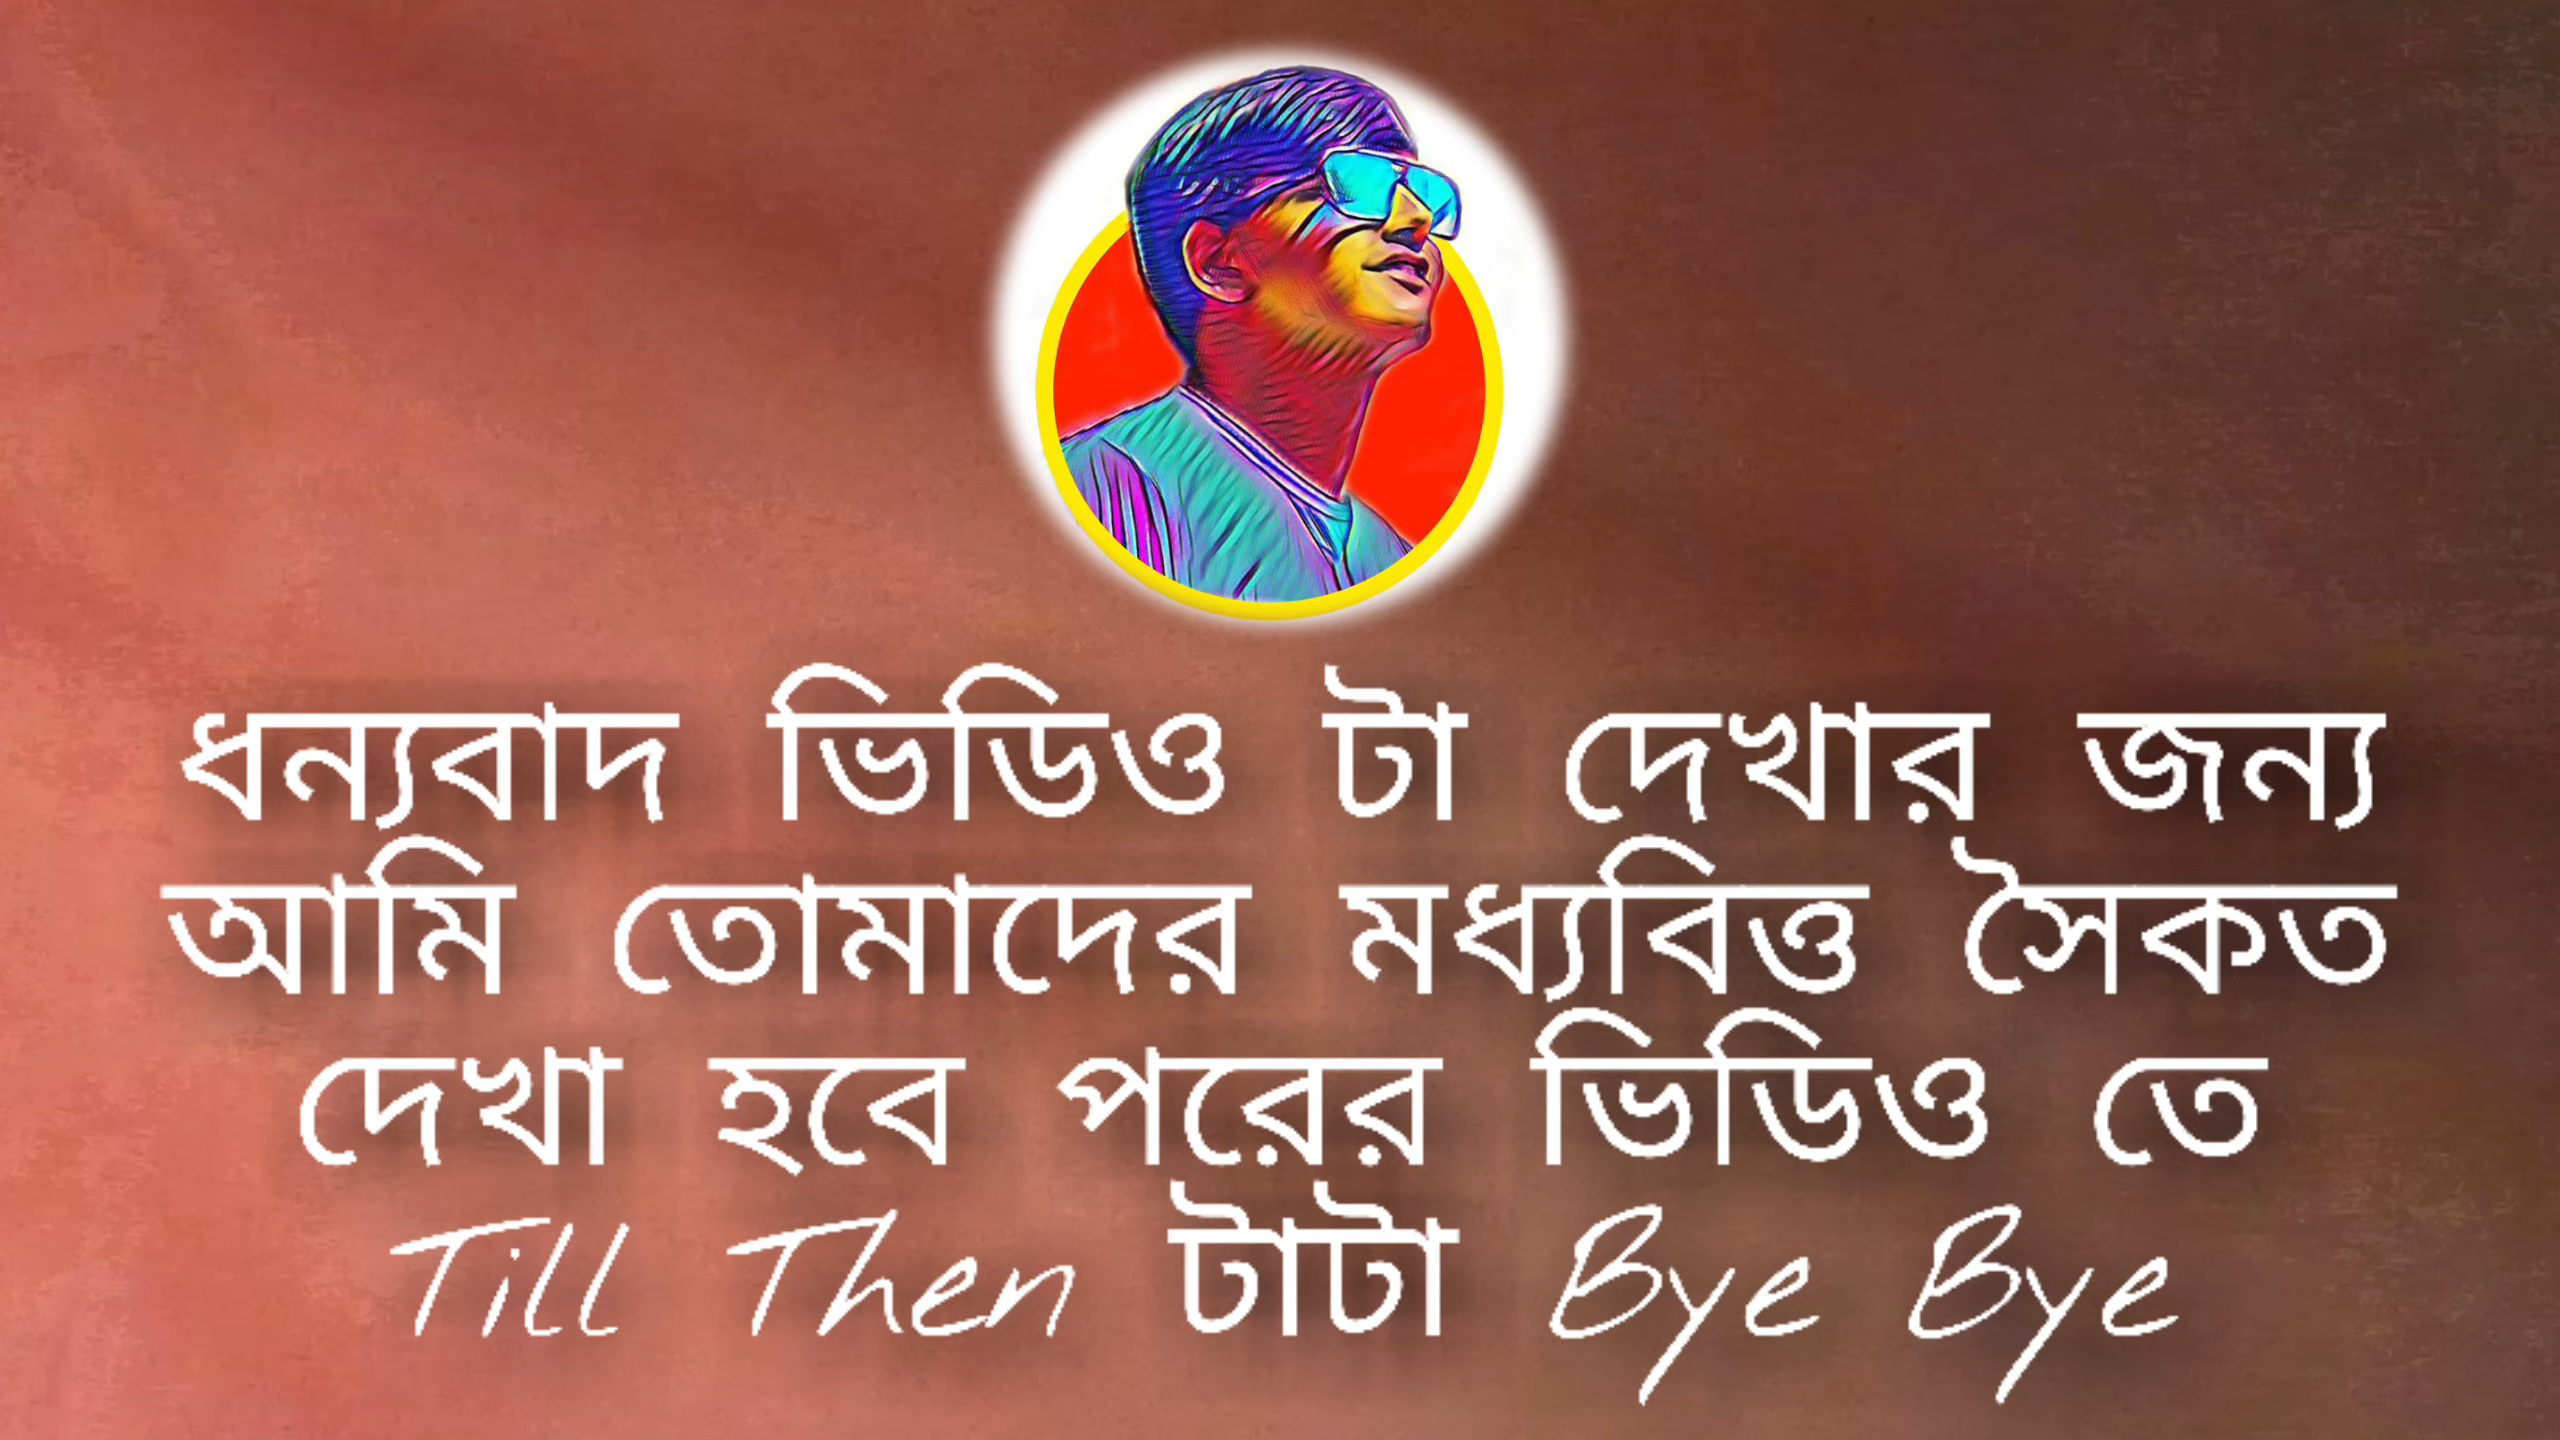 ধন্যবাদ ভিডিও টা দেখার জন্য
আমি তোমাদের মধ্যবিত্ত সৈকত
দেখা হবে পরের ভিডিও তে
Till Then টাটা Bye Bye